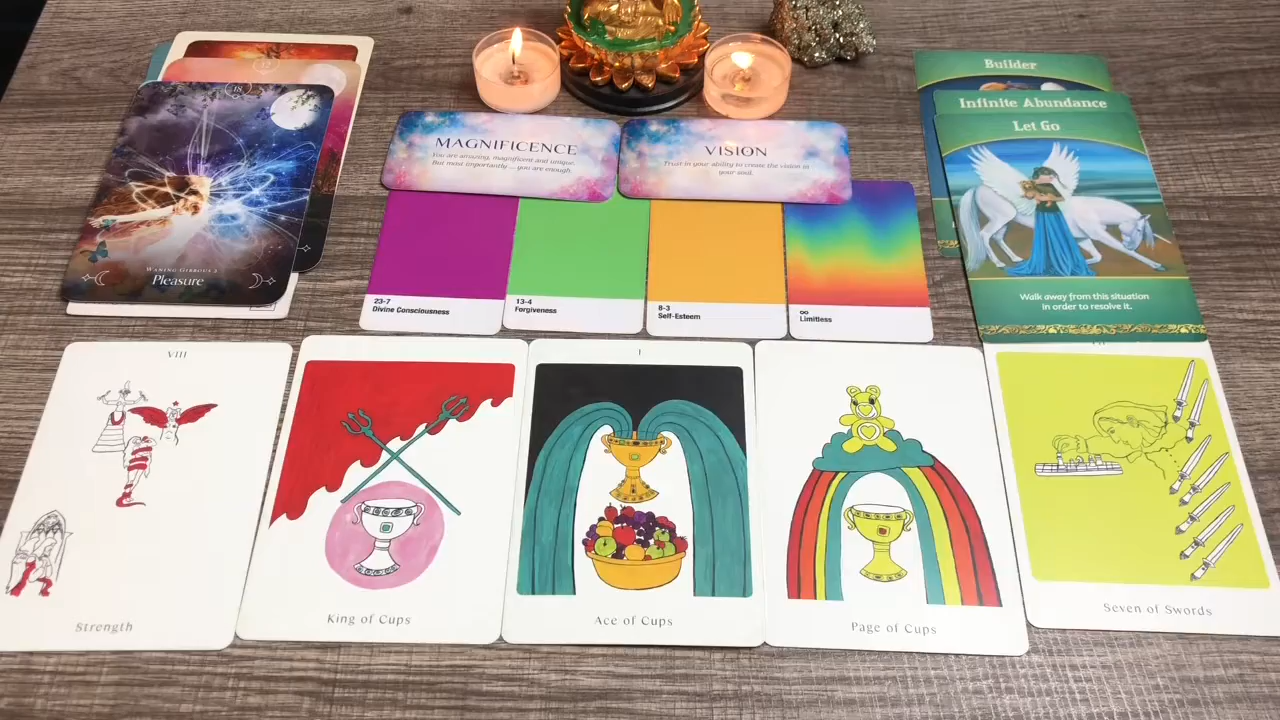 18
Waning Gibbous 3
Pleasure
MAGNIFICENCE
You are amazing, magnificent and unique.
But most importantly ... you are enough.
VISION
Trust in your ability to create the vision in
your soul.
Builder
Infinite Abundance
Let Go
Walk away from this situation
in order to resolve it.
23-7
Divine Consciousness
13-4
Forgiveness
8-3
Self-Esteem
∞
Limitless
VIII
Strength
King of Cups
I
Ace of Cups
Page of Cups
Seven of Swords